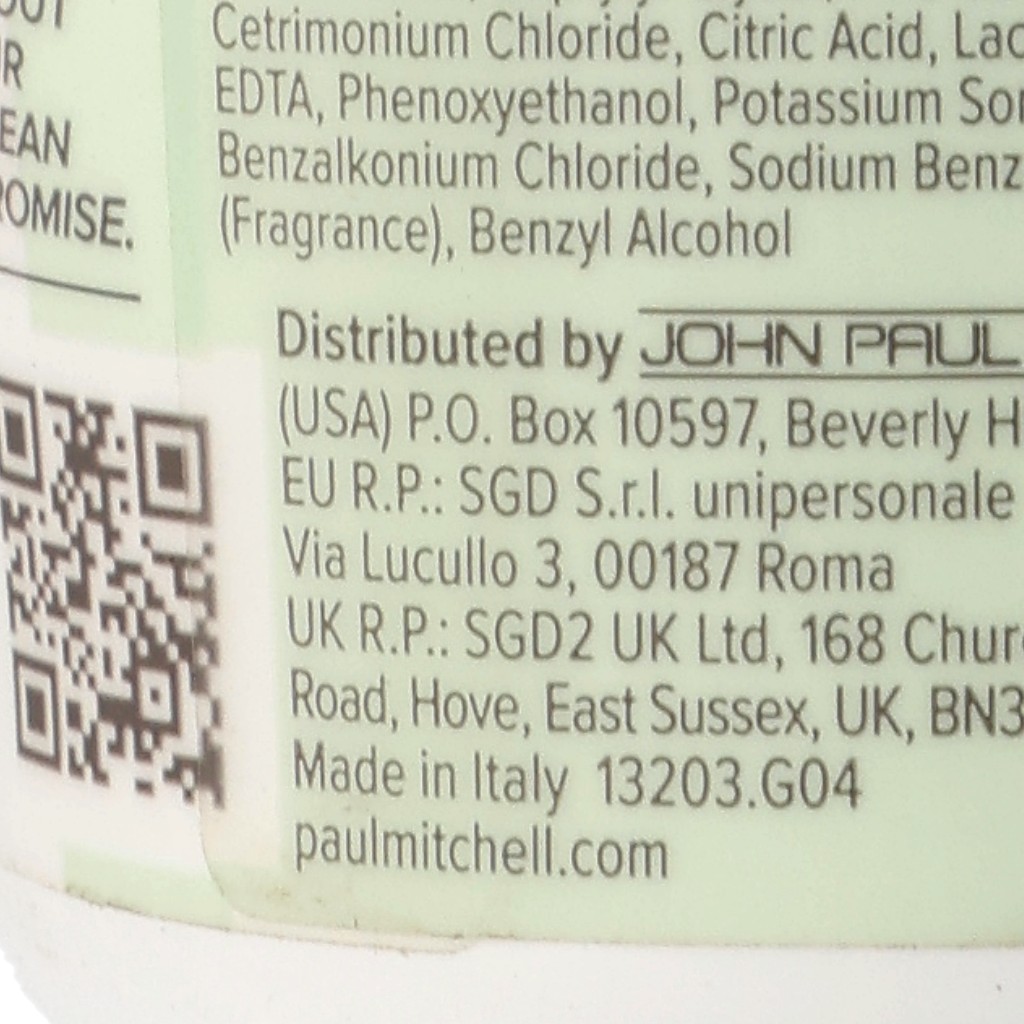 EAN
Cetrimonium Chloride, Citric Acid,
EDTA, Phenoxyethanol, Potassium
Benzalkonium Chloride, Sodium
(Fragrance), Benzyl Alcohol
Distributed by JOHN PAUL
(USA) P.O. Box 10597, Beverly H
EU R.P.: SGD S.r.l. unipersonale
Via Lucullo 3, 00187 Roma
UK R.P.: SGD2 UK Ltd, 168 Chur
Road, Hove, East Sussex, UK, BN3
Made in Italy 13203.G04
paulmitchell.com